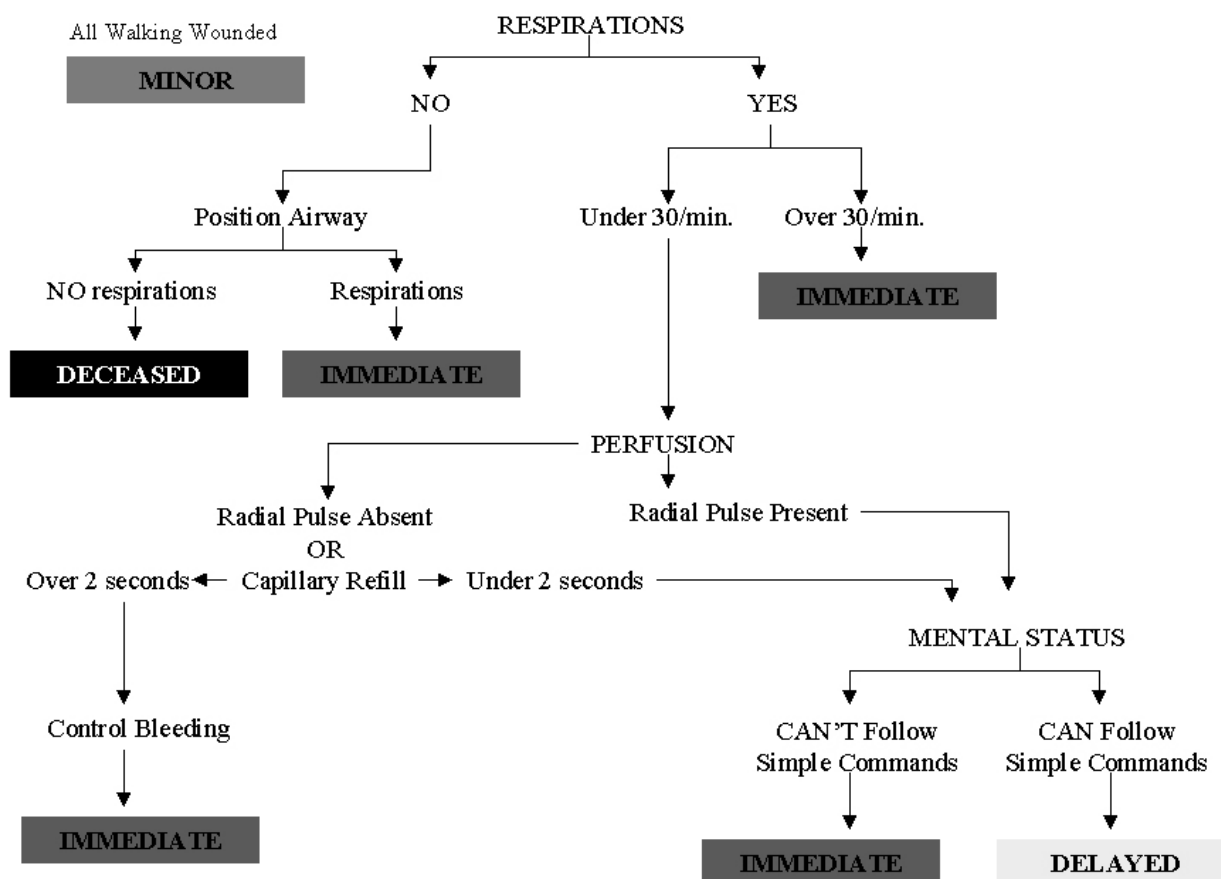 All Walking Wounded
MINOR
RESPIRATIONS
NO
YES
Position Airway
Under 30/min.
Over 30/min.
NO respirations
Respirations
IMMEDIATE
DECEASED
IMMEDIATE
PERFUSION
Radial Pulse Absent
Radial Pulse Present
OR
Over 2 seconds
Capillary Refill
Under 2 seconds
MENTAL STATUS
Control Bleeding
CAN'T Follow
Simple Commands
CAN Follow
Simple Commands
IMMEDIATE
IMMEDIATE
DELAYED